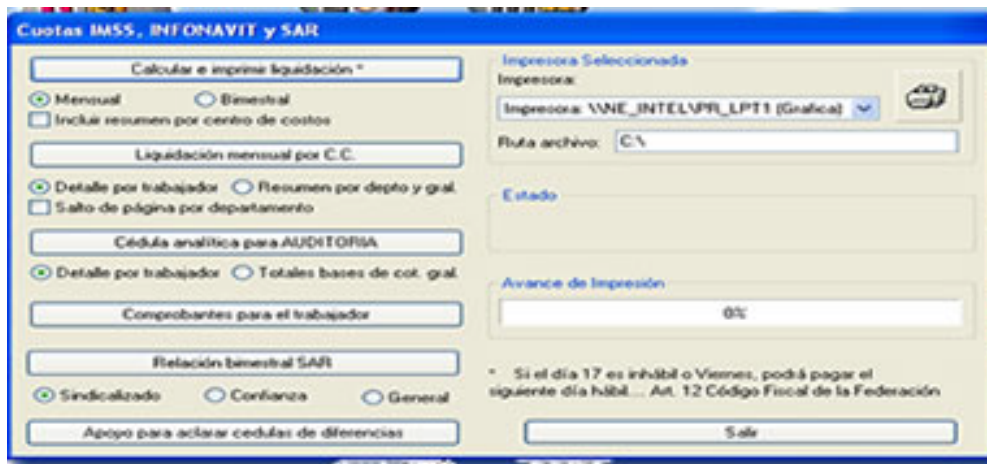 Cuotas IMSS, INFONAVIT y SAR
Calcular e imprime liquidación *
Mensual Bimestral
Incluir resumen por centro de costos
Liquidación mensual por C.C.
Detalle por trabajador Resumen por depto y gral.
Salto de página por departamento
Cédula analítica para AUDITORIA
Detalle por trabajador Totales bases de cot. gral.
Comprobantes para el trabajador
Relación bimestral SAR
Sindicalizado Confianza General
Apoyo para aclarar cedulas de diferencias
Impresora Seleccionada
Impresora:
Impresora: \\NE_INTEL\PR_LPT1 (Grafica)
Ruta archivo: C:\
Estado
Avance de Impresión
0%
* Si el día 17 es inhábil o Viernes, podrá pagar el
siguiente día hábil.... Art. 12 Código Fiscal de la Federación
Salir